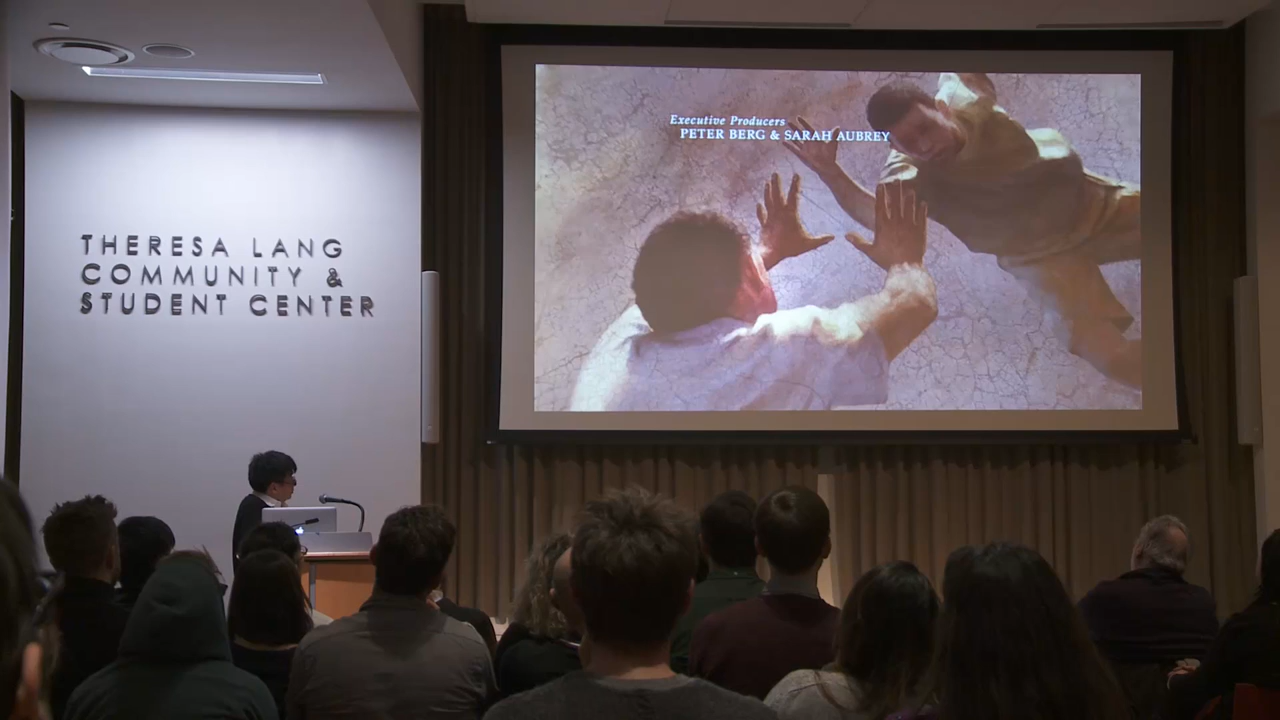 THERESA LANG
COMMUNITY &
STUDENT CENTER
Executive Producers
PETER BERG & SARAH AUBREY